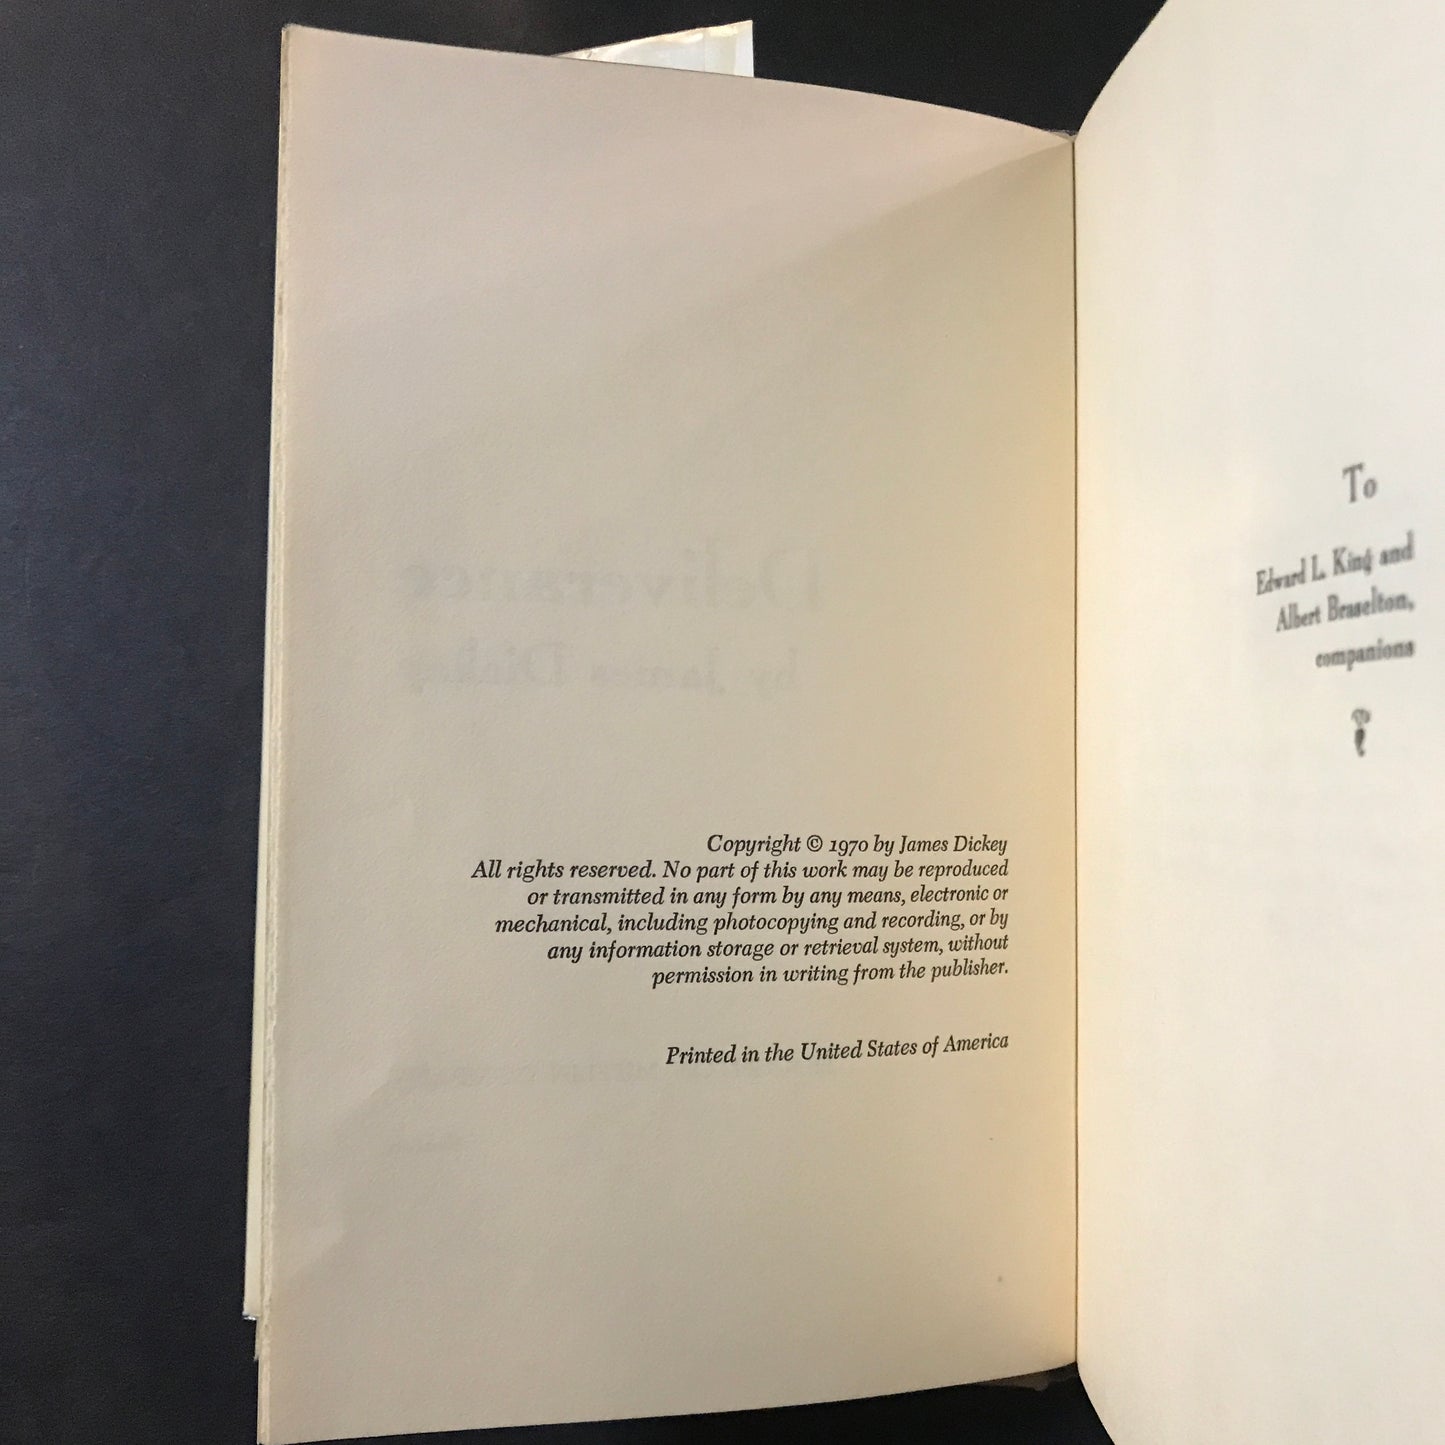 Copyright © 1970 by James Dickey
All rights reserved. No part of this work may be reproduced
or transmitted in any form by any means, electronic or
mechanical, including photocopying and recording, or by
any information storage or retrieval system, without
permission in writing from the publisher.
Printed in the United States of America
To
Edward L. King and
Albert Braselton,
companions